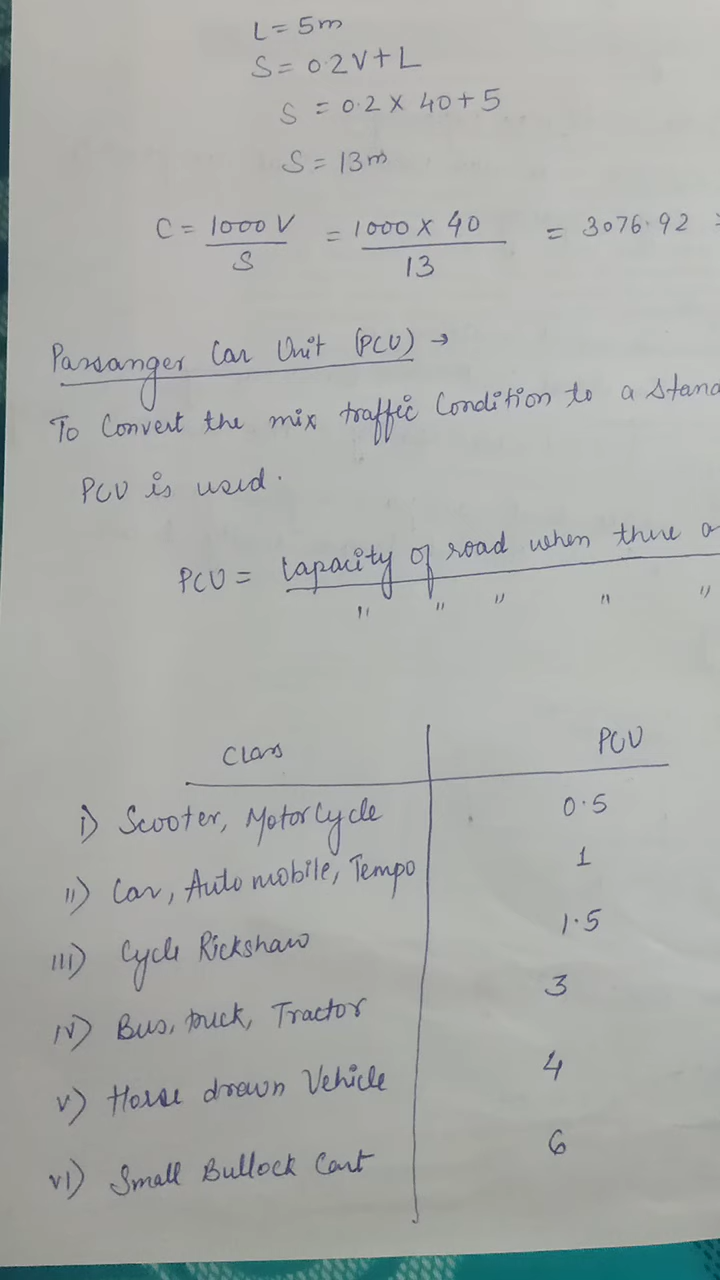 L = 5m
S = 0.2V + L
S = 0.2 × 40 + 5
S = 13m
C = 1000 V / S = 1000 × 40 / 13 = 3076.92
Passanger Car Unit (PCU) →
To Convert the mix traffic Condition to a stand
PCU is used.
PCU = Capacity of road when there a
" " " " "
Class PCU
i) Scooter, Motorcycle 0.5
ii) Car, Automobile, Tempo 1
iii) Cycle Rickshaw 1.5
iv) Bus, truck, Tractor 3
v) Horse drawn Vehicle 4
vi) Small Bullock Cart 6